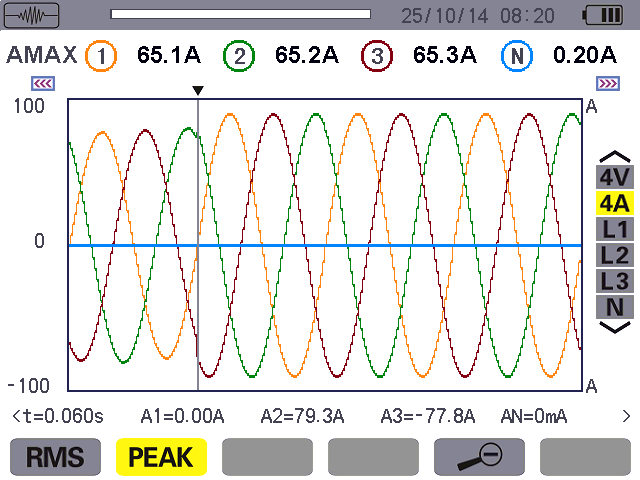 25/10/14 08:20
AMAX 1 65.1A 2 65.2A 3 65.3A N 0.20A
100 A
4V
4A
0 L1
L2
L3
N
-100 A
<t=0.060s A1=0.00A A2=79.3A A3=-77.8A AN=0mA >
RMS PEAK